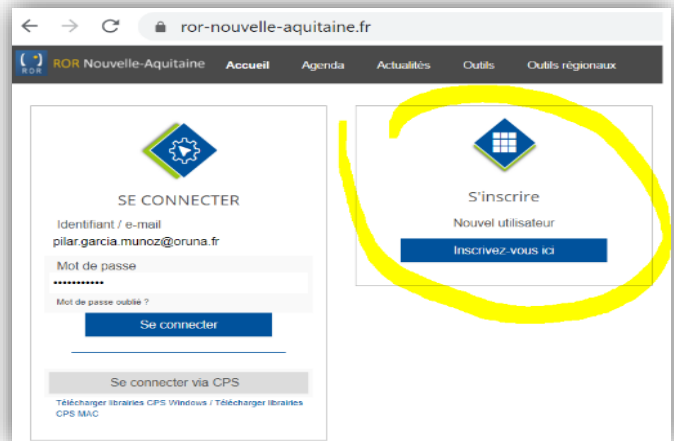 ror-nouvelle-aquitaine.fr
ROR
ROR Nouvelle-Aquitaine Accueil Agenda Actualités Outils Outils régionaux
SE CONNECTER
Identifiant / e-mail
pilar.garcia.munoz@oruna.fr
Mot de passe
•••••••••••
Mot de passe oublié ?
Se connecter
Se connecter via CPS
Télécharger librairies CPS Windows / Télécharger librairies
CPS MAC
S'inscrire
Nouvel utilisateur
Inscrivez-vous ici